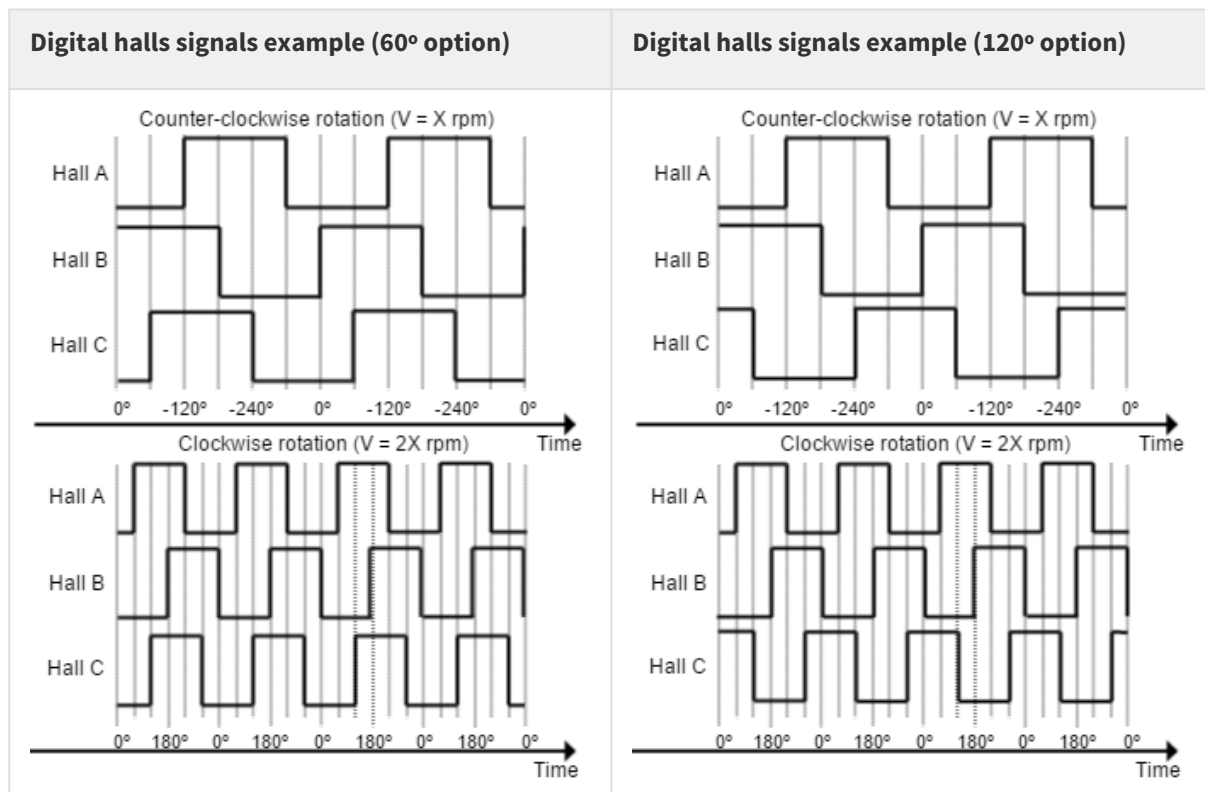 Digital halls signals example (60º option)
Counter-clockwise rotation (V = X rpm)
Hall A
Hall B
Hall C
0º -120º -240º 0º -120º -240º 0º
Time
Clockwise rotation (V = 2X rpm)
Hall A
Hall B
Hall C
0º 180º 0º 180º 0º 180º 0º 180º 0º
Time
Digital halls signals example (120º option)
Counter-clockwise rotation (V = X rpm)
Hall A
Hall B
Hall C
0º -120º -240º 0º -120º -240º 0º
Time
Clockwise rotation (V = 2X rpm)
Hall A
Hall B
Hall C
0º 180º 0º 180º 0º 180º 0º 180º 0º
Time